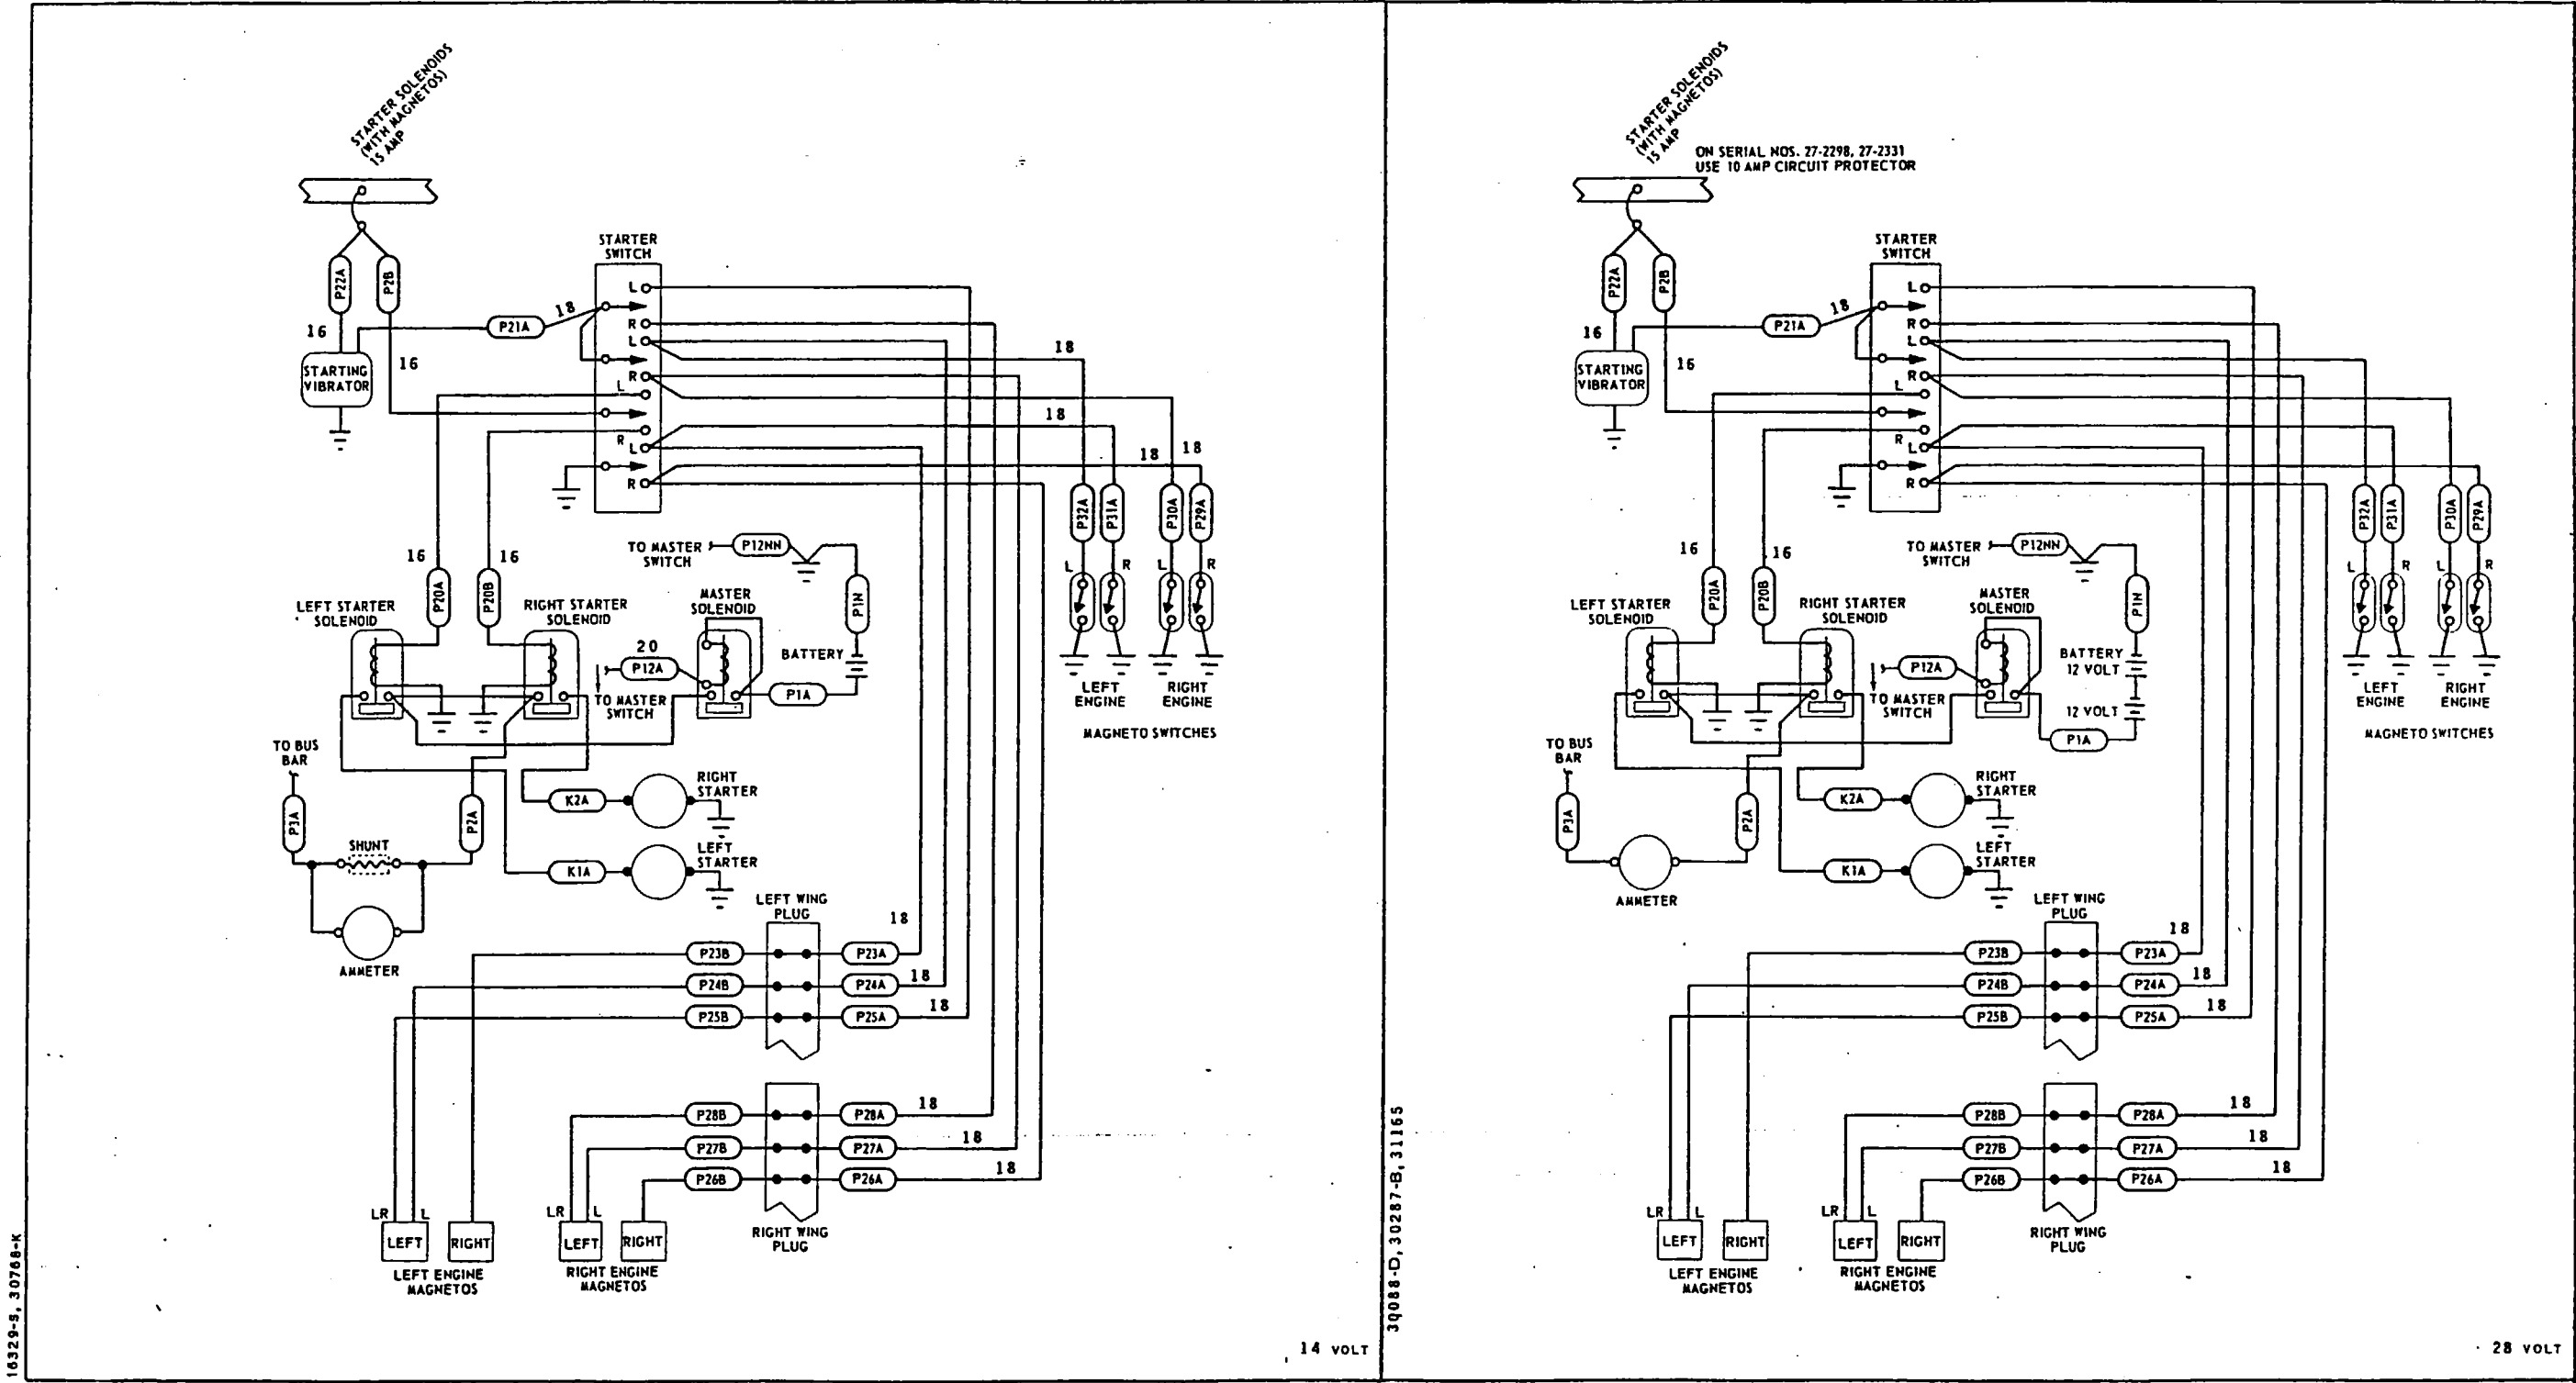 STARTER SOLENOIDS
(WITH MAGNETOS)
15 AMP
STARTER
SWITCH
P22A
P2B
16
16
P21A
18
STARTING
VIBRATOR
L
R
L
R
L
R
L
R
18
18
18
18
P32A
P31A
P30A
P29A
L
R
L
R
LEFT
ENGINE
RIGHT
ENGINE
MAGNETO SWITCHES
16
16
P20A
P20B
LEFT STARTER
SOLENOID
RIGHT STARTER
SOLENOID
TO MASTER
SWITCH
P12NN
MASTER
SOLENOID
P1N
20
P12A
TO MASTER
SWITCH
BATTERY
P1A
TO BUS
BAR
P3A
P2A
SHUNT
AMMETER
K2A
RIGHT
STARTER
K1A
LEFT
STARTER
LEFT WING
PLUG
18
P23B
P23A
P24B
P24A
18
P25B
P25A
18
P28B
P28A
18
P27B
P27A
18
P26B
P26A
18
RIGHT WING
PLUG
LR
L
LEFT
RIGHT
LEFT ENGINE
MAGNETOS
LR
L
LEFT
RIGHT
RIGHT ENGINE
MAGNETOS
16329-S, 30768-K
14 VOLT
STARTER SOLENOIDS
(WITH MAGNETOS)
15 AMP
ON SERIAL NOS. 27-2298, 27-2331
USE 10 AMP CIRCUIT PROTECTOR
STARTER
SWITCH
P22A
P2B
16
16
P21A
18
STARTING
VIBRATOR
L
R
L
R
L
R
L
R
P32A
P31A
P30A
P29A
L
R
L
R
LEFT
ENGINE
RIGHT
ENGINE
MAGNETO SWITCHES
16
16
P20A
P20B
LEFT STARTER
SOLENOID
RIGHT STARTER
SOLENOID
TO MASTER
SWITCH
P12NN
MASTER
SOLENOID
P1N
P12A
TO MASTER
SWITCH
BATTERY
12 VOLT
12 VOLT
P1A
TO BUS
BAR
P3A
P2A
AMMETER
K2A
RIGHT
STARTER
K1A
LEFT
STARTER
LEFT WING
PLUG
18
P23B
P23A
P24B
P24A
18
P25B
P25A
18
P28B
P28A
18
P27B
P27A
18
P26B
P26A
18
RIGHT WING
PLUG
LR
L
LEFT
RIGHT
LEFT ENGINE
MAGNETOS
LR
L
LEFT
RIGHT
RIGHT ENGINE
MAGNETOS
30088-D, 30287-B, 31165
28 VOLT